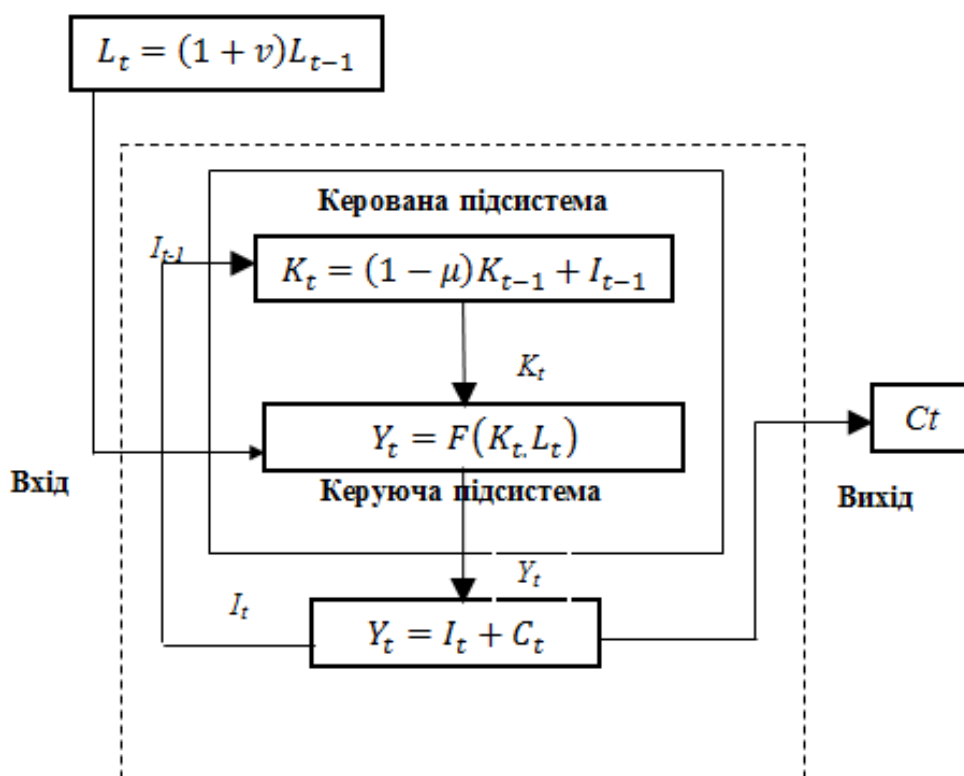 L_t = (1 + v)L_{t−1}
Керована підсистема
I_{t-1}
K_t = (1 − μ)K_{t−1} + I_{t−1}
K_t
Ct
Y_t = F(K_{t.}L_t)
Вхід
Керуюча підсистема
Вихід
Y_t
I_t
Y_t = I_t + C_t